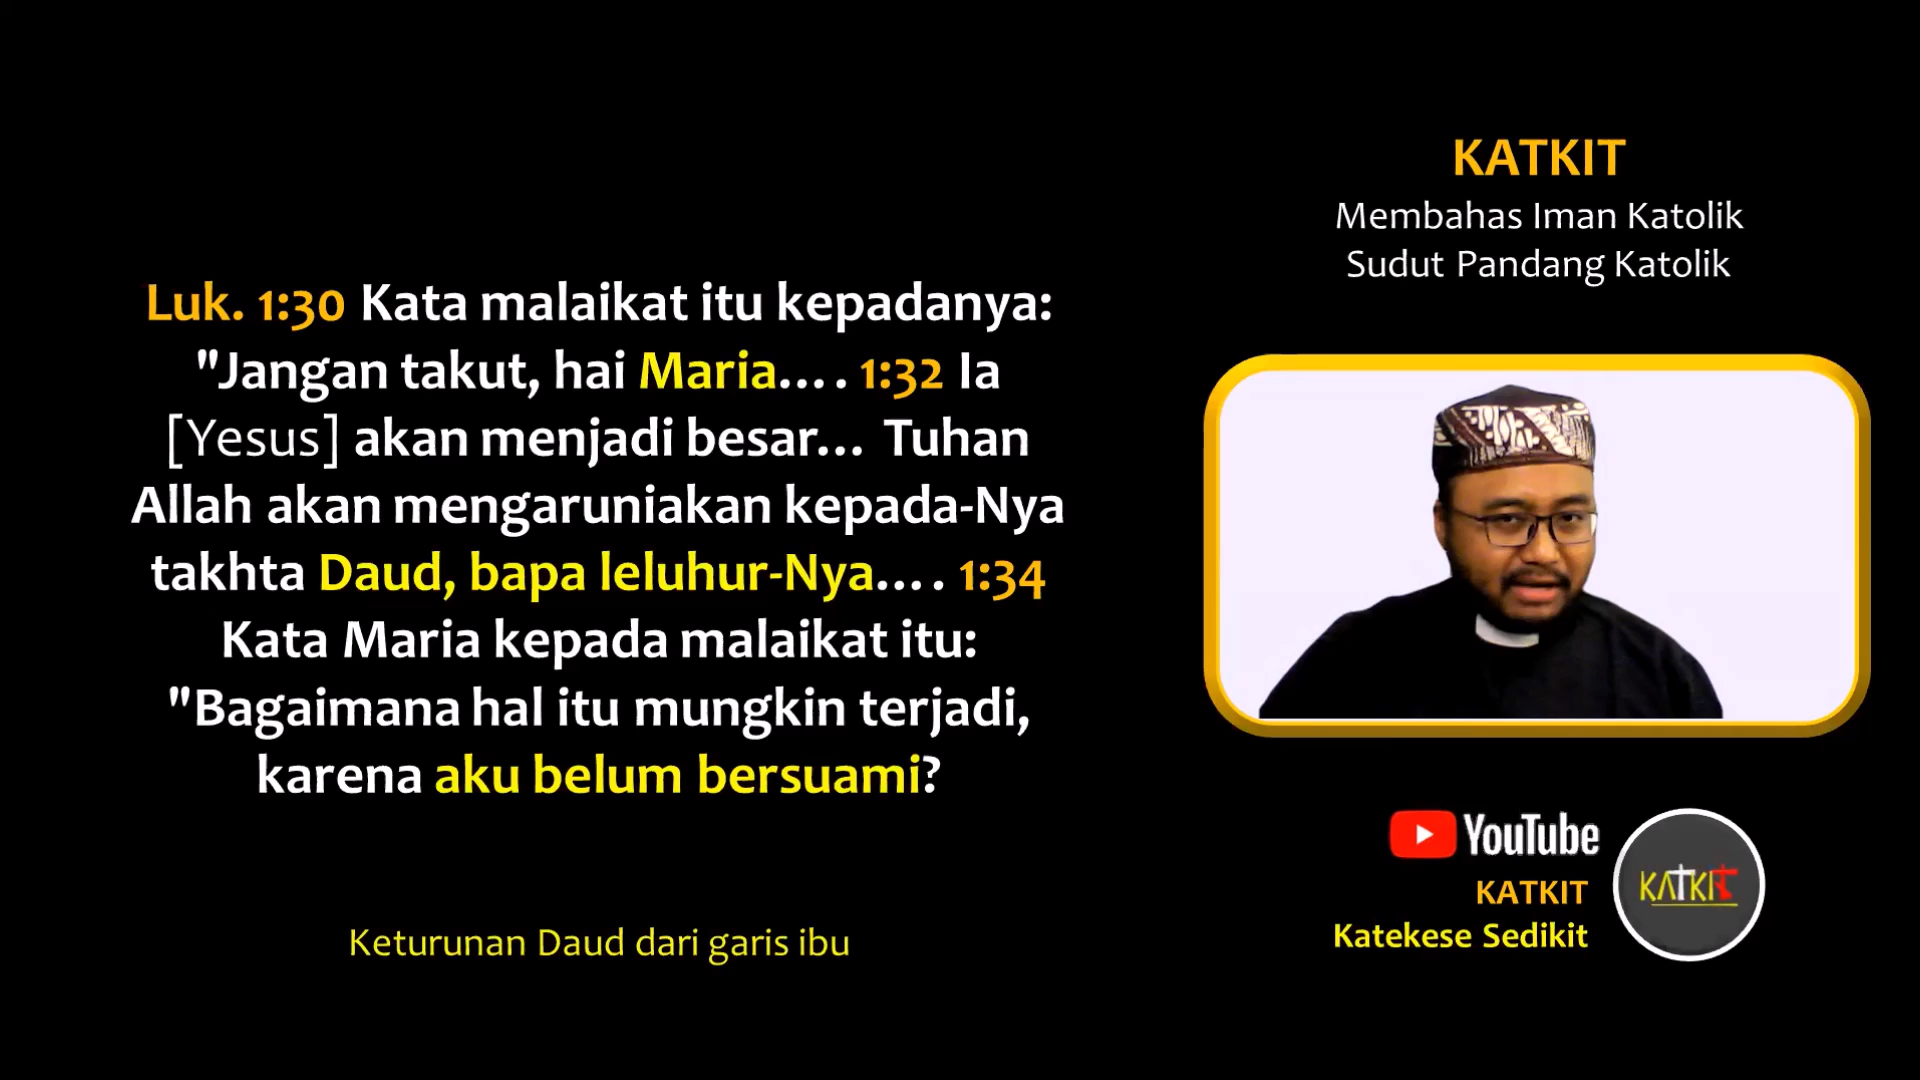 Luk. 1:30 Kata malaikat itu kepadanya:
"Jangan takut, hai Maria.... 1:32 Ia
[Yesus] akan menjadi besar... Tuhan
Allah akan mengaruniakan kepada-Nya
takhta Daud, bapa leluhur-Nya.... 1:34
Kata Maria kepada malaikat itu:
"Bagaimana hal itu mungkin terjadi,
karena aku belum bersuami?
Keturunan Daud dari garis ibu
KATKIT
Membahas Iman Katolik
Sudut Pandang Katolik
YouTube
KATKIT
Katekese Sedikit
KATKIT